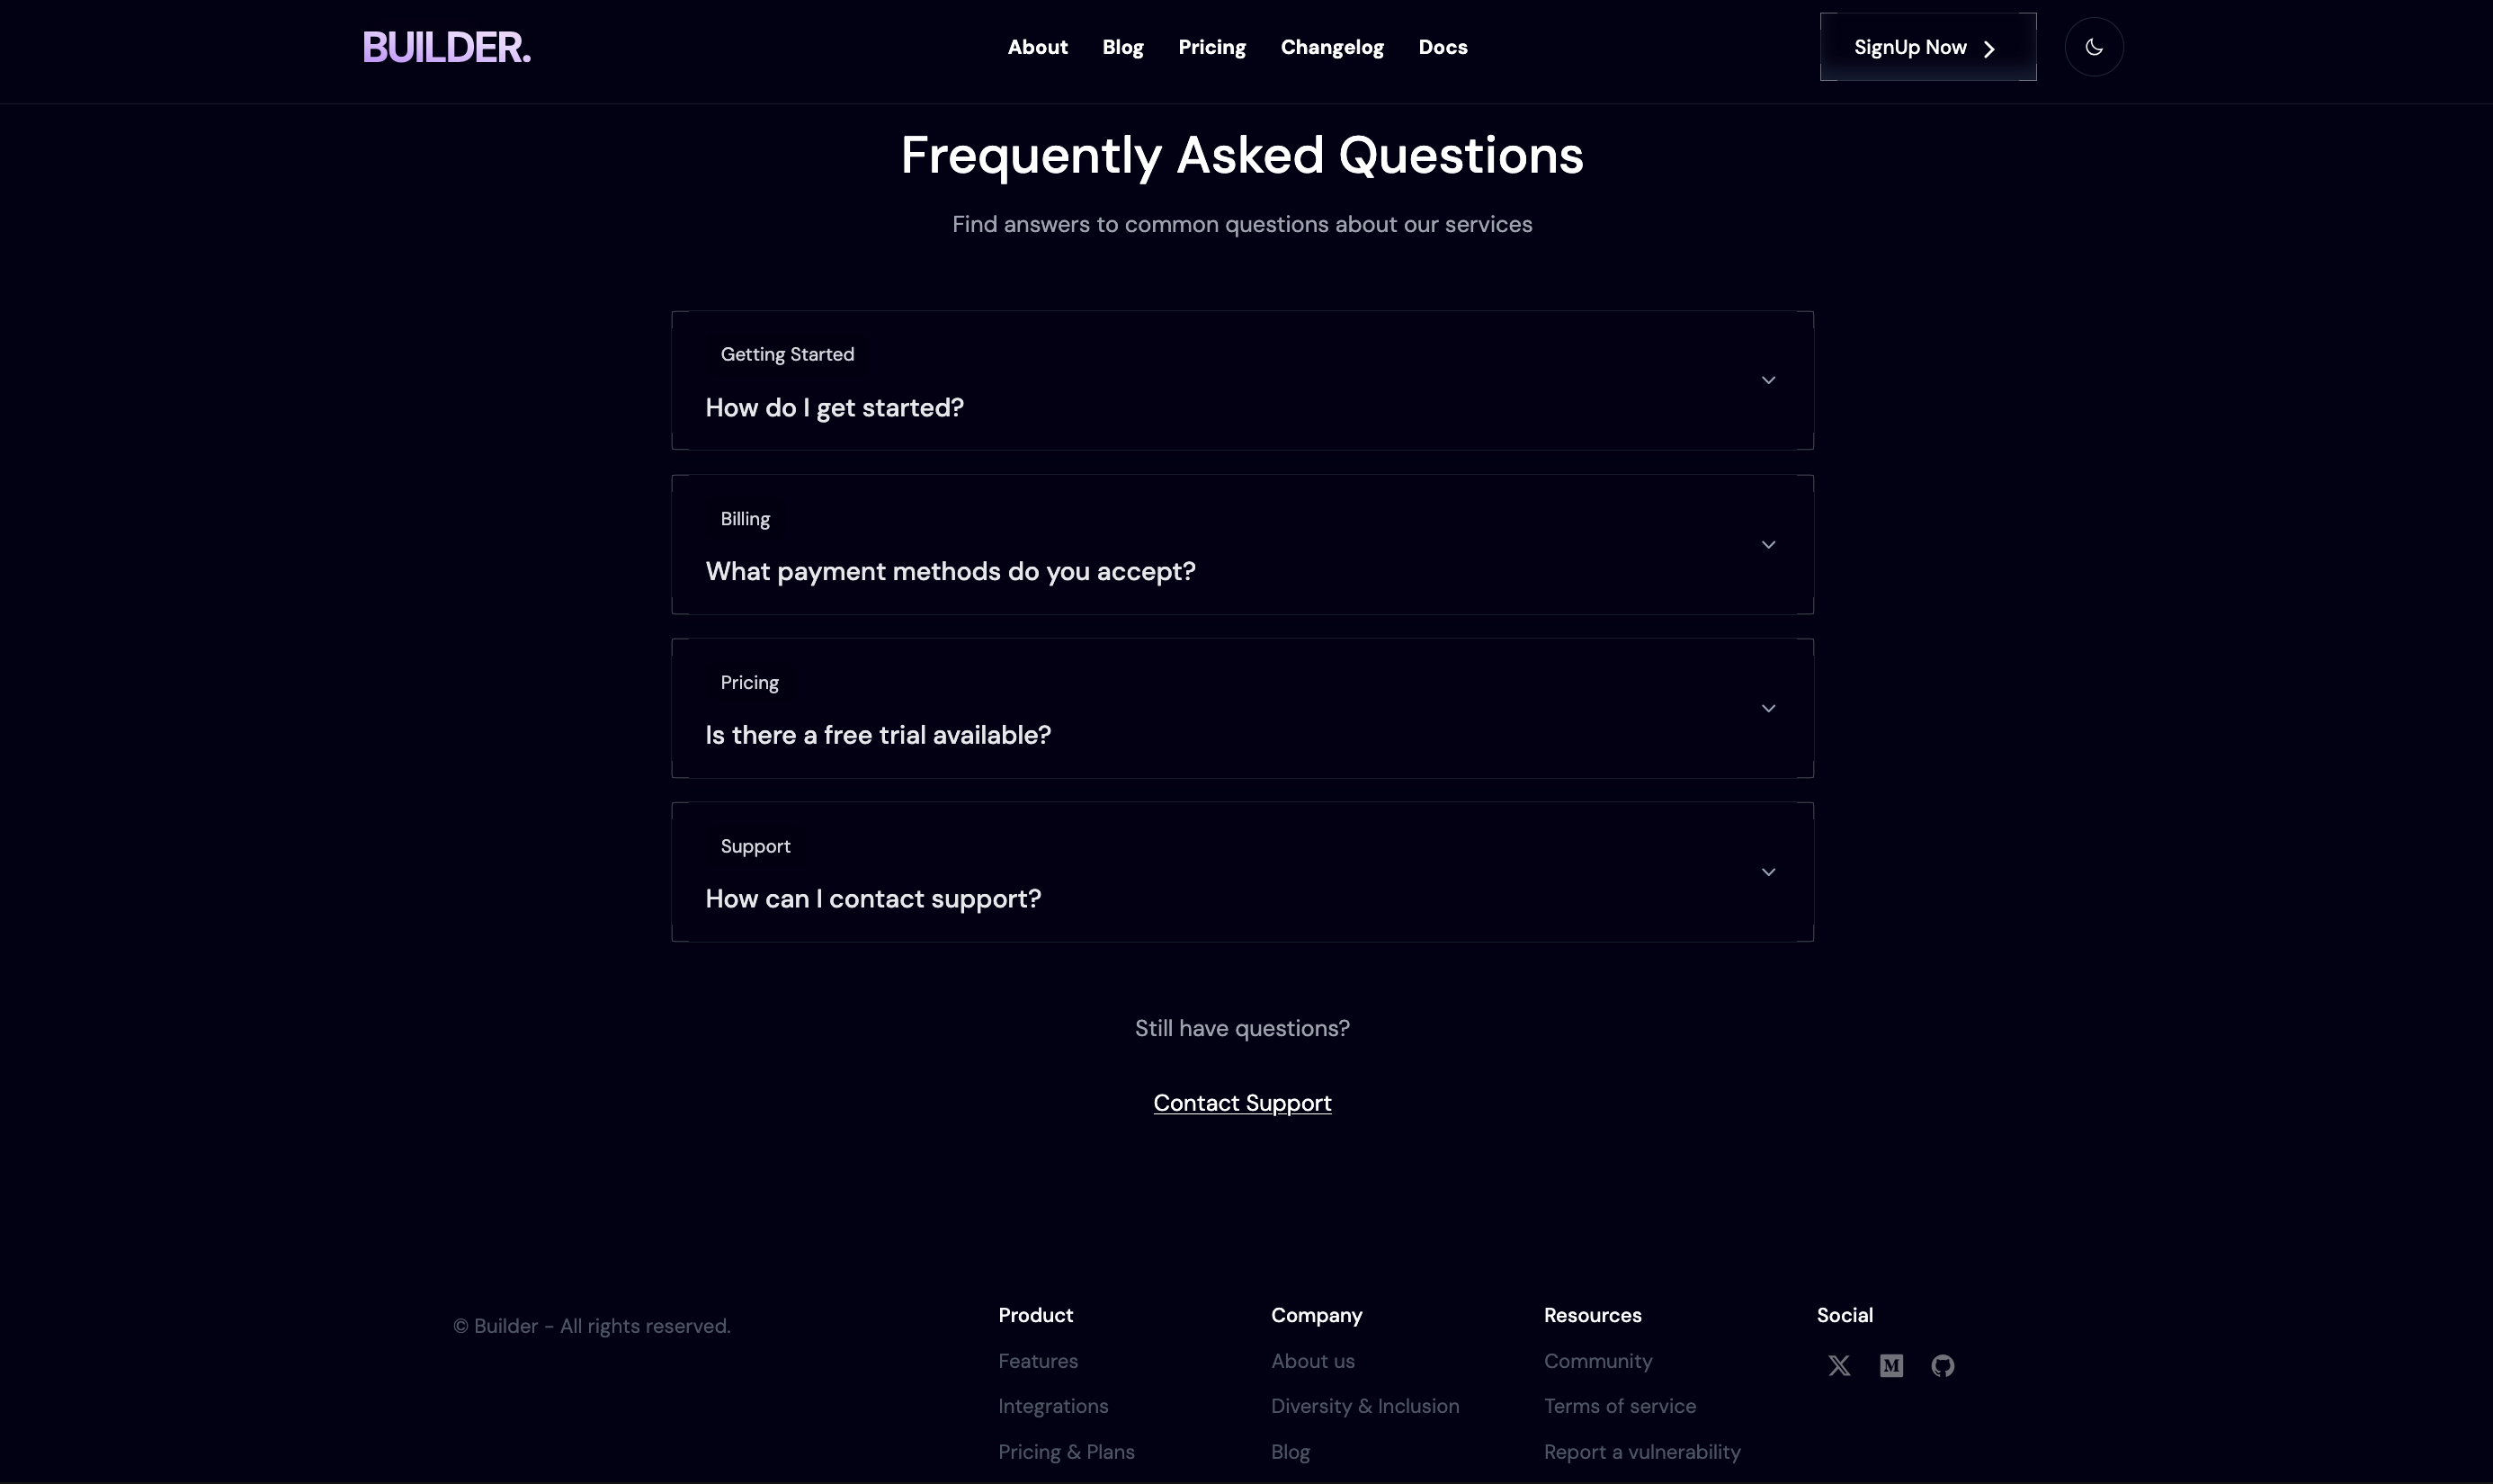 BUILDER.
About Blog Pricing Changelog Docs
SignUp Now
Frequently Asked Questions
Find answers to common questions about our services
Getting Started
How do I get started?
Billing
What payment methods do you accept?
Pricing
Is there a free trial available?
Support
How can I contact support?
Still have questions?
Contact Support
© Builder - All rights reserved.
Product
Features
Integrations
Pricing & Plans
Company
About us
Diversity & Inclusion
Blog
Resources
Community
Terms of service
Report a vulnerability
Social